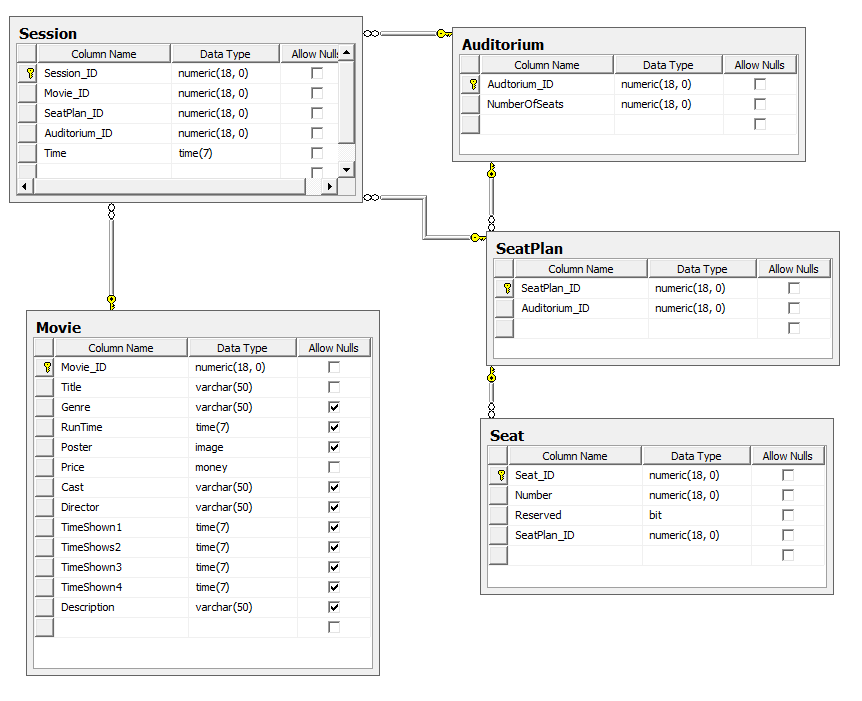 Session
Column Name Data Type Allow Nulls
Session_ID numeric(18, 0)
Movie_ID numeric(18, 0)
SeatPlan_ID numeric(18, 0)
Auditorium_ID numeric(18, 0)
Time time(7)
Auditorium
Column Name Data Type Allow Nulls
Audtorium_ID numeric(18, 0)
NumberOfSeats numeric(18, 0)
SeatPlan
Column Name Data Type Allow Nulls
SeatPlan_ID numeric(18, 0)
Auditorium_ID numeric(18, 0)
Movie
Column Name Data Type Allow Nulls
Movie_ID numeric(18, 0)
Title varchar(50)
Genre varchar(50)
RunTime time(7)
Poster image
Price money
Cast varchar(50)
Director varchar(50)
TimeShown1 time(7)
TimeShows2 time(7)
TimeShown3 time(7)
TimeShown4 time(7)
Description varchar(50)
Seat
Column Name Data Type Allow Nulls
Seat_ID numeric(18, 0)
Number numeric(18, 0)
Reserved bit
SeatPlan_ID numeric(18, 0)